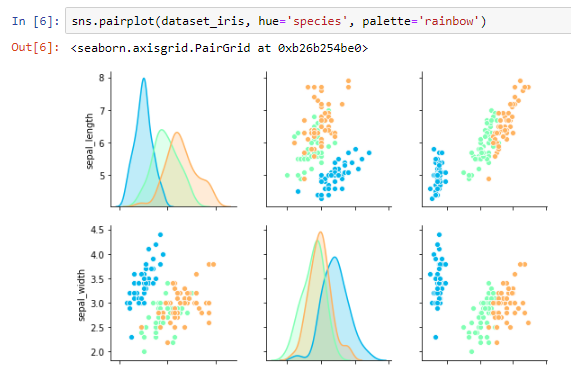 In [6]: sns.pairplot(dataset_iris, hue='species', palette='rainbow')
Out[6]: <seaborn.axisgrid.PairGrid at 0xb26b254be0>
8
7
6
5
sepal_length
4.5
4.0
3.5
3.0
2.5
2.0
sepal_width